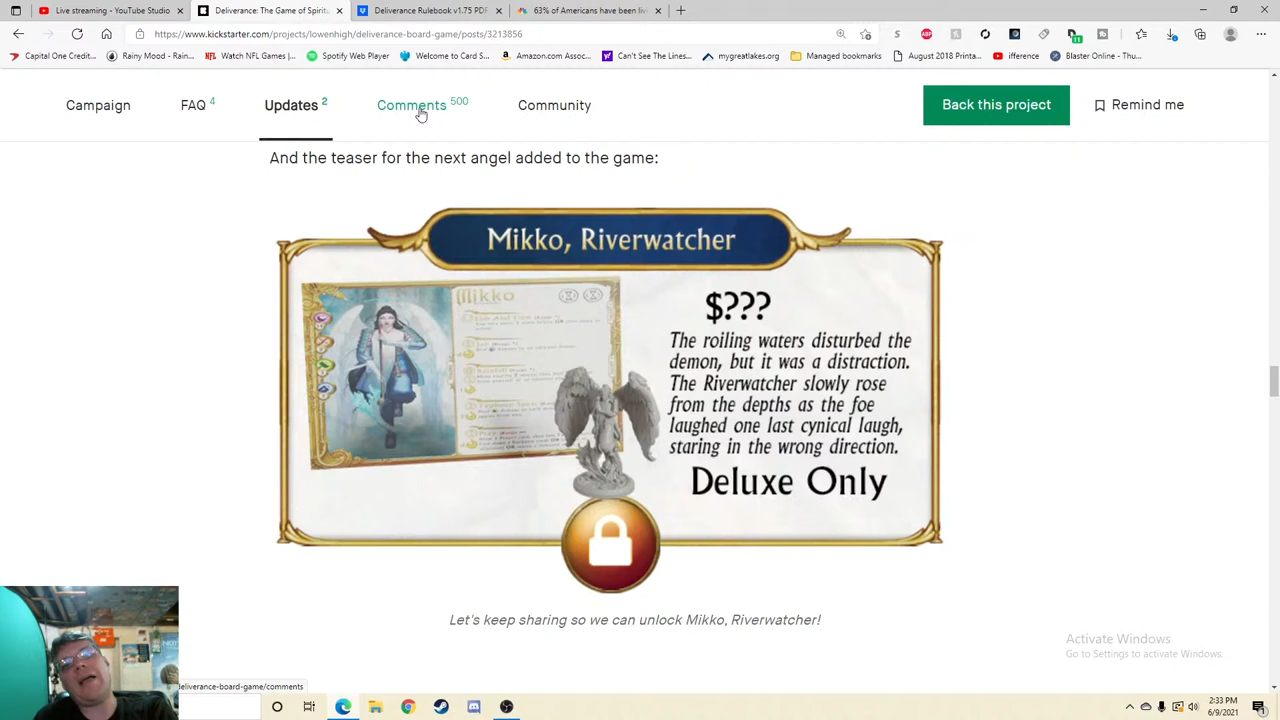 Live streaming - YouTube Studio
Deliverance: The Game of Spiritu
Deliverance Rulebook v1.75 PDF
63% of Americans have been livi
https://www.kickstarter.com/projects/lowenhigh/deliverance-board-game/posts/3213856
Capital One Credit...
Rainy Mood - Rain...
Watch NFL Games |...
Spotify Web Spyder
Welcome to Card S...
Amazon.com Assoc...
Can't See The Lines...
mygreatlakes.org
Managed bookmarks
August 2018 Printa...
ifference
Blaster Online - Thu...
Campaign
FAQ 4
Updates 2
Comments 500
Community
Back this project
Remind me
And the teaser for the next angel added to the game:
Mikko, Riverwatcher
Mikko
$???
The roiling waters disturbed the
demon, but it was a distraction.
The Riverwatcher slowly rose
from the depths as the foe
laughed one last cynical laugh,
staring in the wrong direction.
Deluxe Only
Let's keep sharing so we can unlock Mikko, Riverwatcher!
Activate Windows
Go to Settings to activate Windows.
deliverance-board-game/comments
2:33 PM
6/9/2021